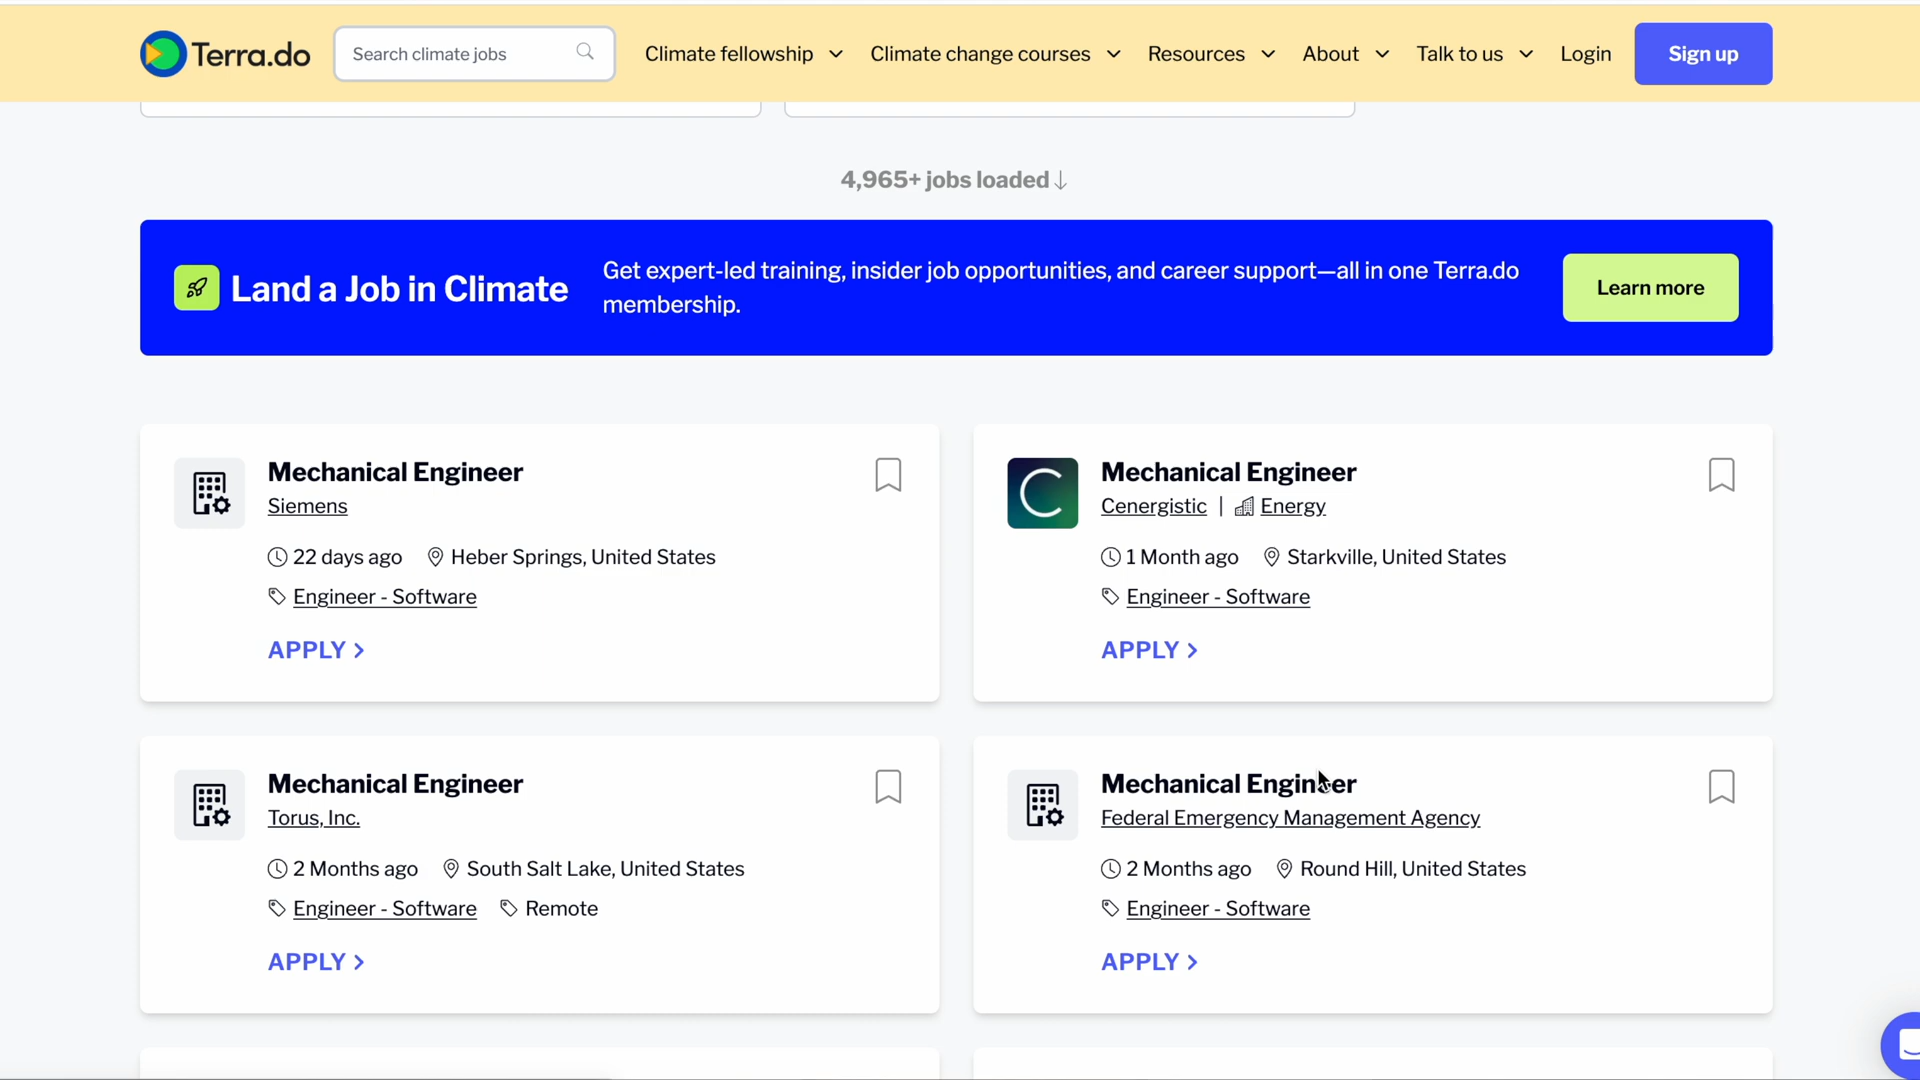 Terra.do
Search climate jobs
Climate fellowship
Climate change courses
Resources
About
Talk to us
Login
Sign up
4,965+ jobs loaded↓
Land a Job in Climate
Get expert-led training, insider job opportunities, and career support—all in one Terra.do
membership.
Learn more
Mechanical Engineer
Siemens
22 days ago
Heber Springs, United States
Engineer - Software
APPLY >
Mechanical Engineer
Cenergistic | Energy
1 Month ago
Starkville, United States
Engineer - Software
APPLY >
Mechanical Engineer
Torus, Inc.
2 Months ago
South Salt Lake, United States
Engineer - Software
Remote
APPLY >
Mechanical Engineer
Federal Emergency Management Agency
2 Months ago
Round Hill, United States
Engineer - Software
APPLY >